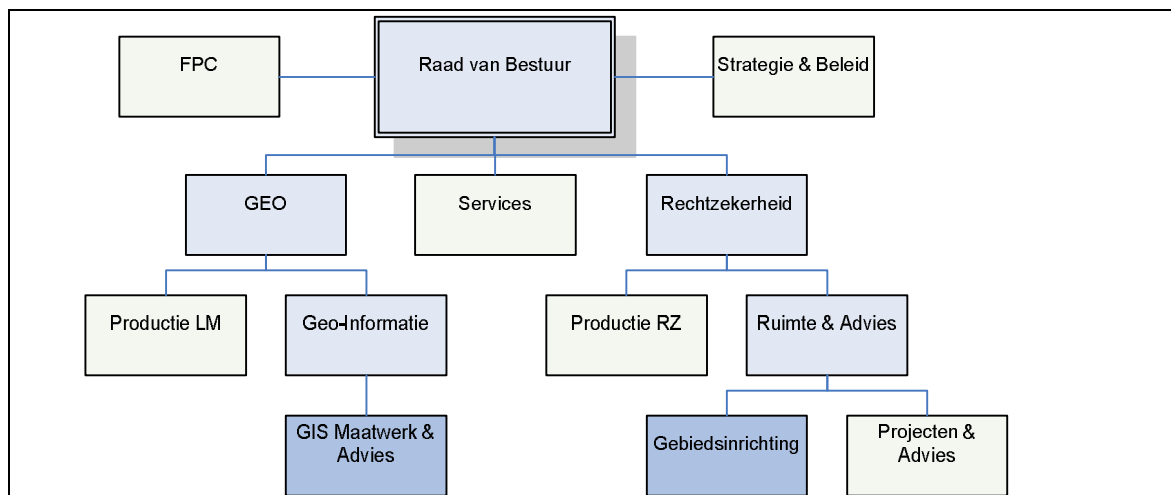 FPC
Raad van Bestuur
Strategie & Beleid
GEO
Services
Rechtzekerheid
Productie LM
Geo-Informatie
Productie RZ
Ruimte & Advies
GIS Maatwerk &
Advies
Gebiedsinrichting
Projecten &
Advies